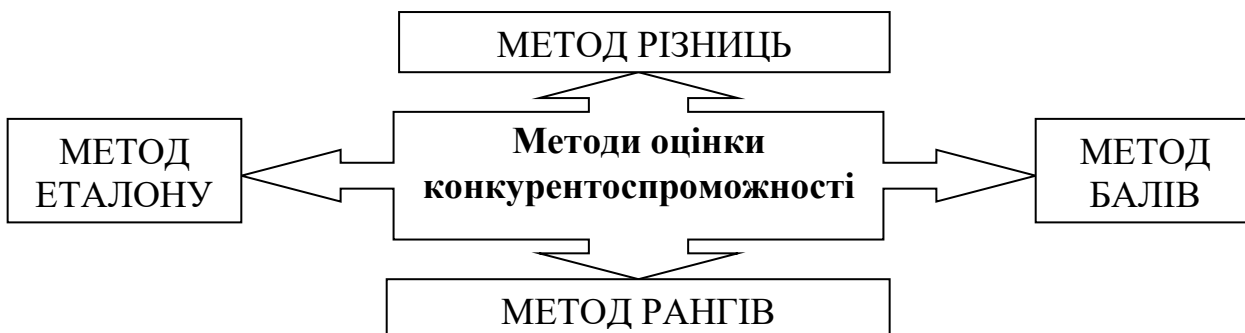 МЕТОД РІЗНИЦЬ
МЕТОД
ЕТАЛОНУ
Методи оцінки
конкурентоспроможності
МЕТОД
БАЛІВ
МЕТОД РАНГІВ